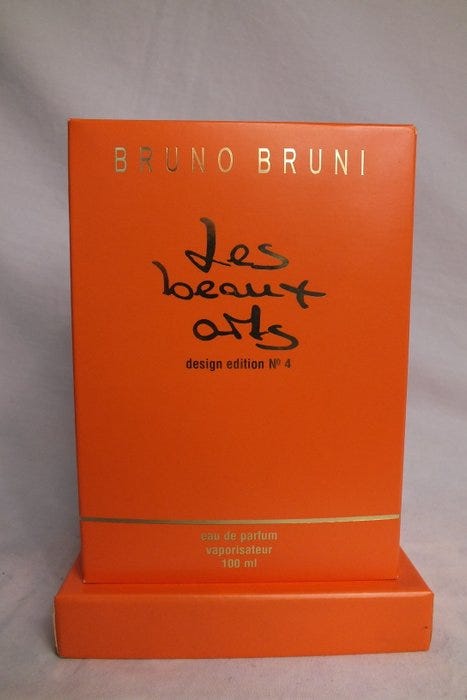 BRUNO BRUNI
Les
beaux
arts
design edition Nº 4
eau de parfum
vaporisateur
100 ml